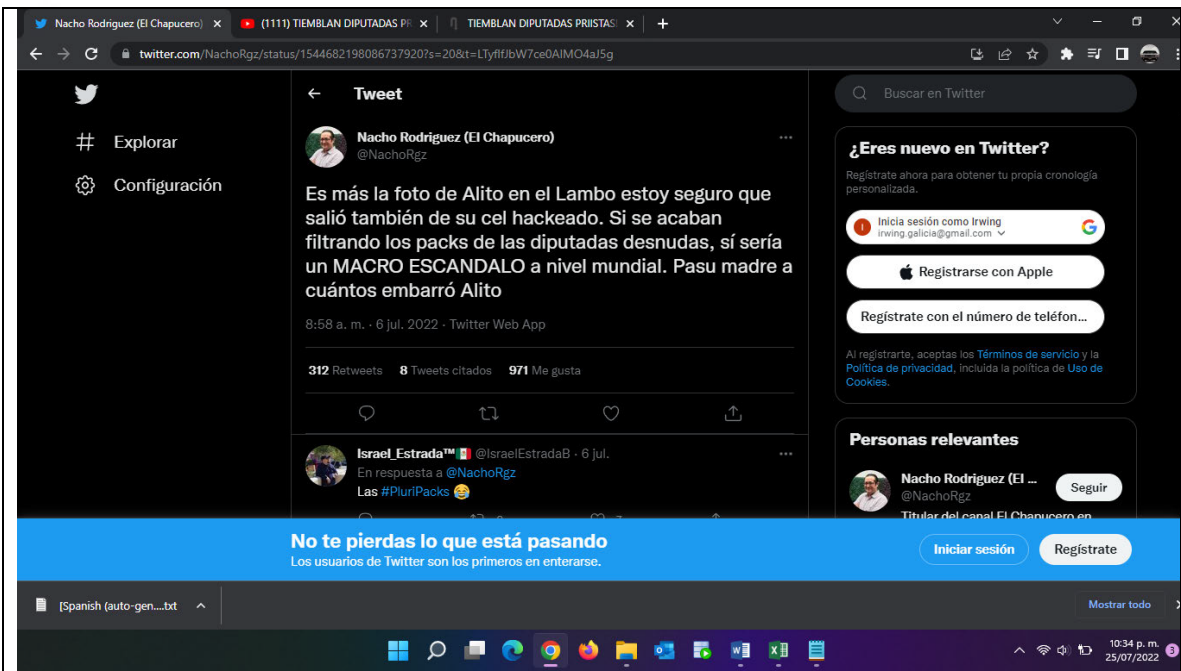 Nacho Rodriguez (El Chapucero)
(1111) TIEMBLAN DIPUTADAS PR
TIEMBLAN DIPUTADAS PRIISTAS
twitter.com/NachoRgz/status/1544682198086737920?s=20&t=LTyflfJbW7ce0AlMO4aJ5g
Explorar
Configuración
Tweet
Nacho Rodriguez (El Chapucero)
@NachoRgz
Es más la foto de Alito en el Lambo estoy seguro que
salió también de su cel hackeado. Si se acaban
filtrando los packs de las diputadas desnudas, sí sería
un MACRO ESCANDALO a nivel mundial. Pasu madre a
cuántos embarró Alito
8:58 a. m. · 6 jul. 2022 · Twitter Web App
312 Retweets 8 Tweets citados 971 Me gusta
Israel_Estrada™ @IsraelEstradaB · 6 jul.
En respuesta a @NachoRgz
Las #PluriPacks
Buscar en Twitter
¿Eres nuevo en Twitter?
Regístrate ahora para obtener tu propia cronología
personalizada.
Inicia sesión como Irwing
irwing.galicia@gmail.com
Registrarse con Apple
Regístrate con el número de teléfon...
Al registrarte, aceptas los Términos de servicio y la
Política de privacidad, incluida la política de Uso de
Cookies.
Personas relevantes
Nacho Rodriguez (El ...
@NachoRgz
Seguir
Titular del canal El Chapucero en
No te pierdas lo que está pasando
Los usuarios de Twitter son los primeros en enterarse.
Iniciar sesión
Regístrate
[Spanish (auto-gen....txt
Mostrar todo
10:34 p. m.
25/07/2022
3